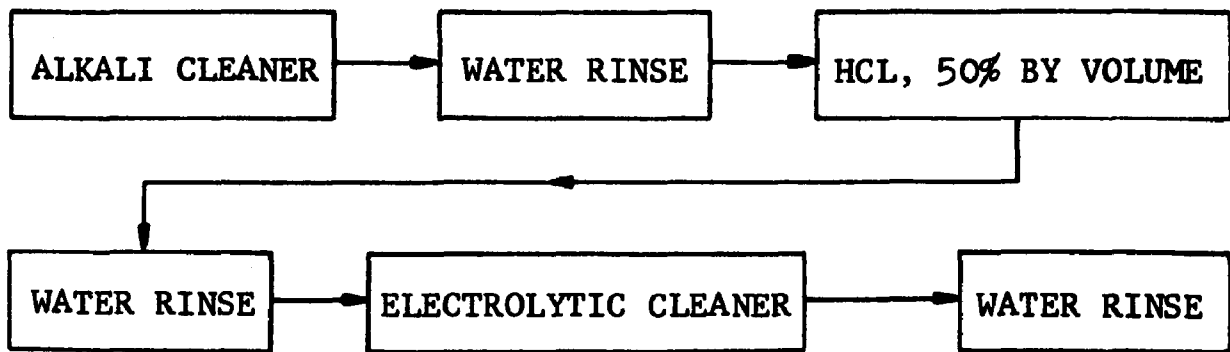 ALKALI CLEANER
WATER RINSE
HCL, 50% BY VOLUME
WATER RINSE
ELECTROLYTIC CLEANER
WATER RINSE